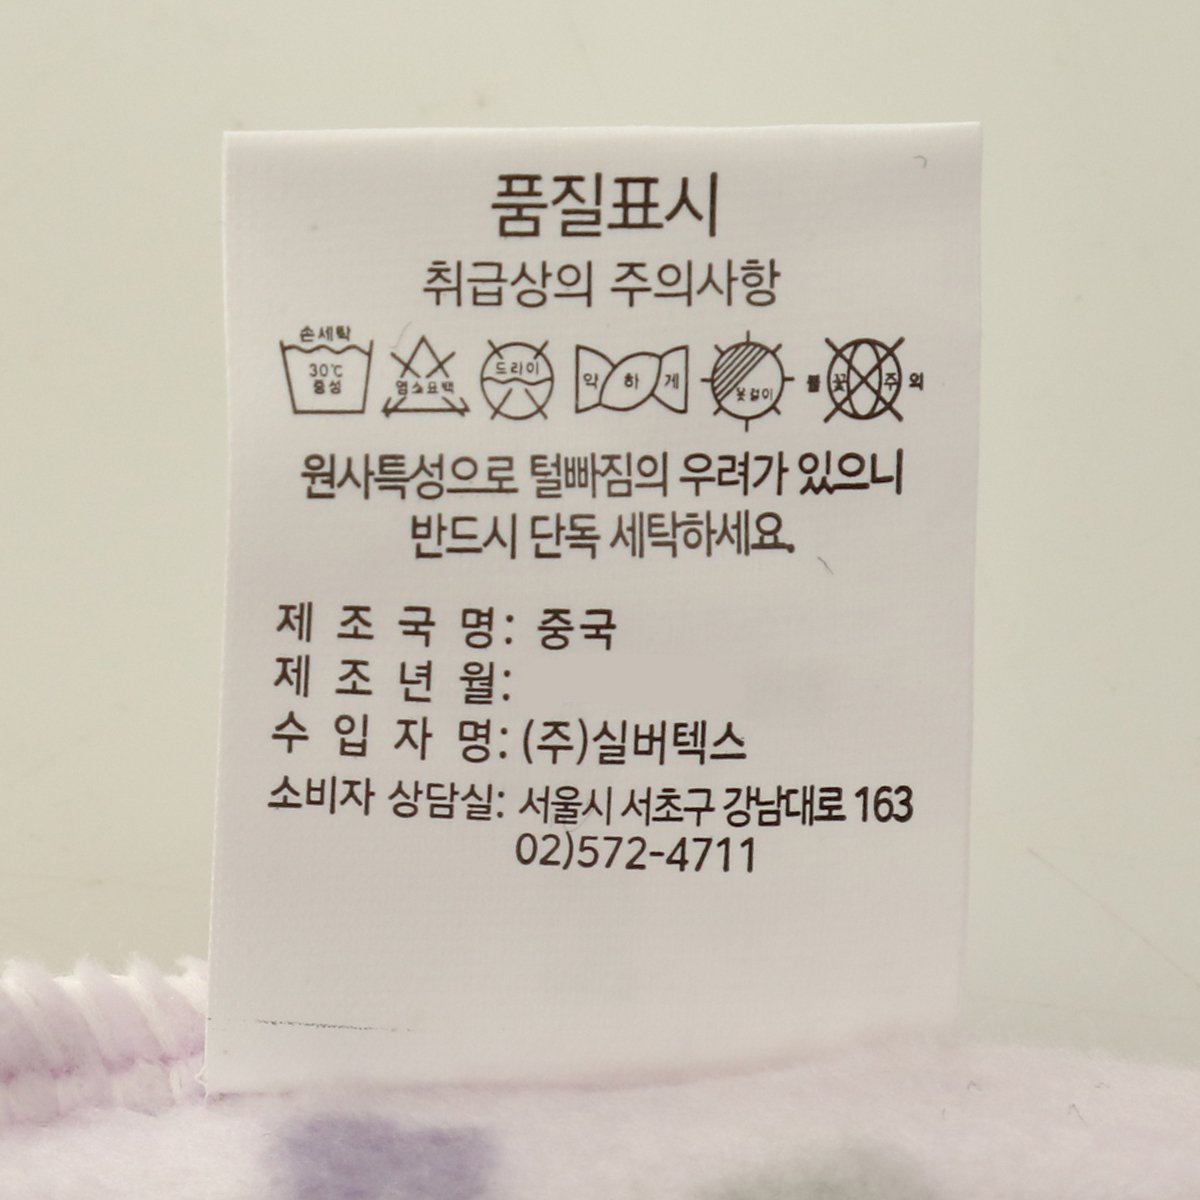 품질표시
취급상의 주의사항
손세탁
30℃
중성
염소표백
드라이
약 하 게
옷걸이
불 꽃 주 의
원사특성으로 털빠짐의 우려가 있으니
반드시 단독 세탁하세요.
제 조 국 명: 중국
제 조 년 월:
수 입 자 명: (주)실버텍스
소비자 상담실: 서울시 서초구 강남대로 163
02)572-4711